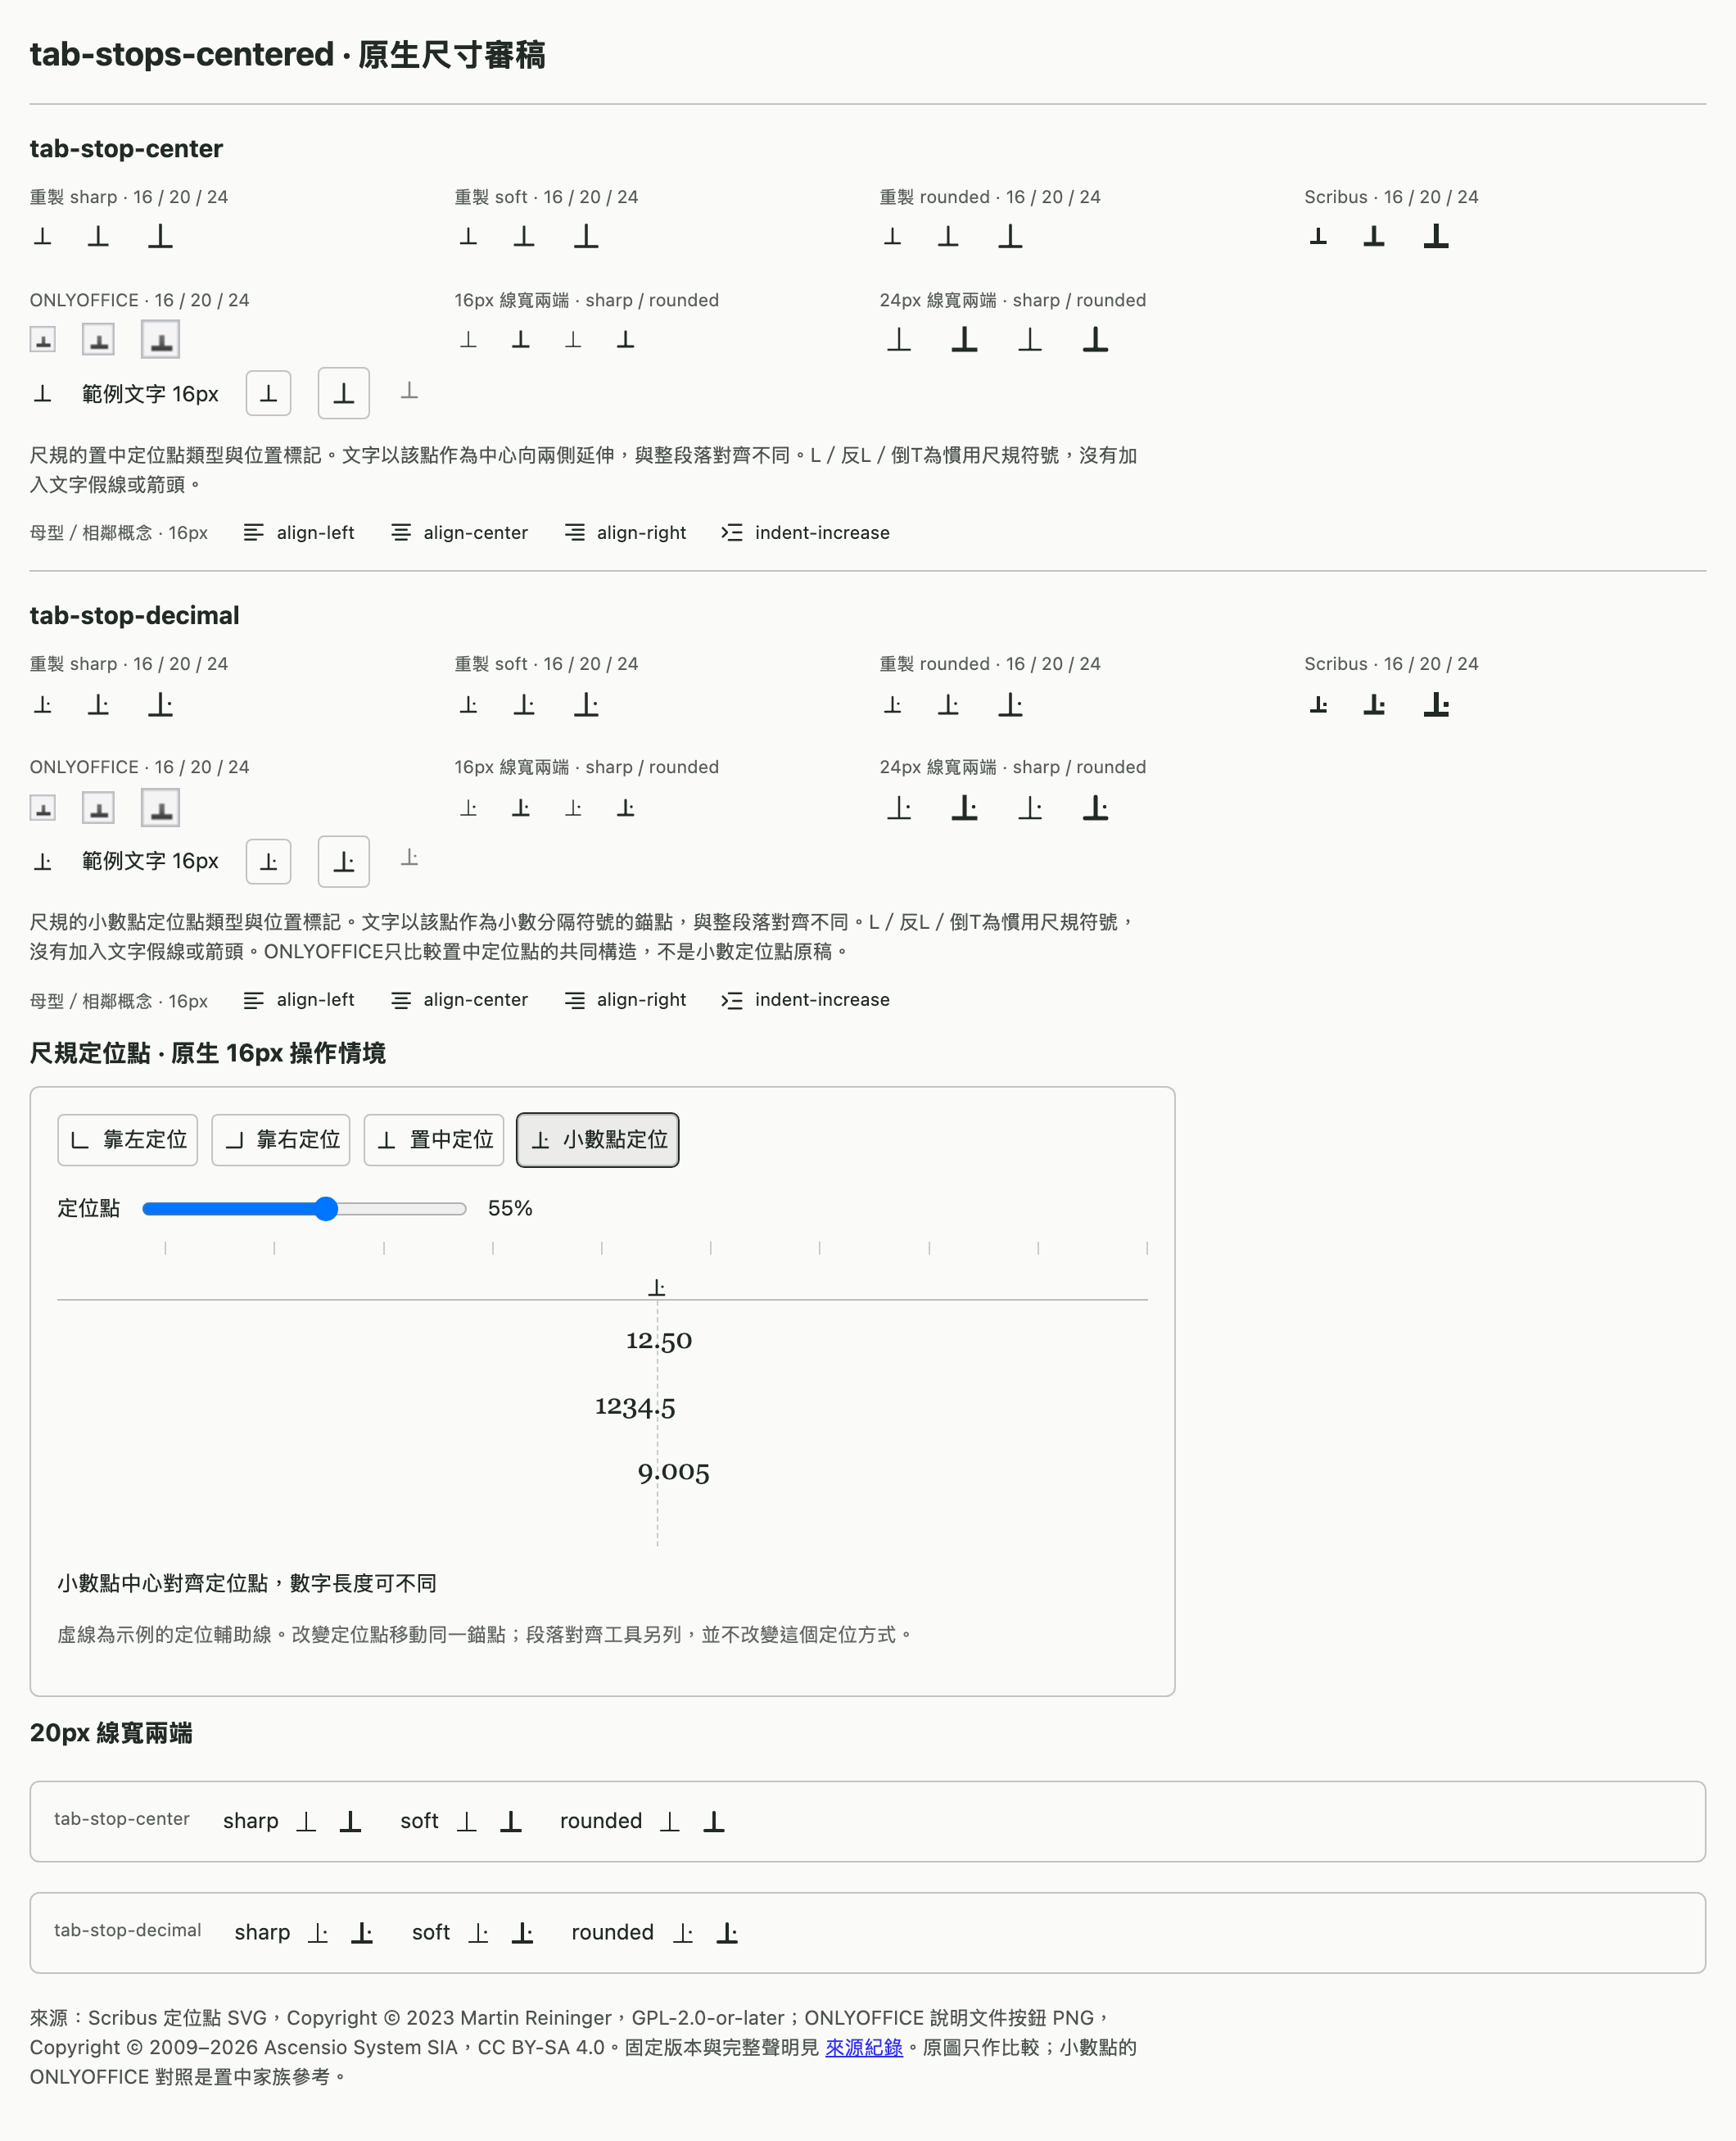 tab-stops-centered · 原生尺寸審稿
tab-stop-center
重製 sharp · 16 / 20 / 24
重製 soft · 16 / 20 / 24
重製 rounded · 16 / 20 / 24
Scribus · 16 / 20 / 24
ONLYOFFICE · 16 / 20 / 24
16px 線寬兩端 · sharp / rounded
24px 線寬兩端 · sharp / rounded
範例文字 16px
尺規的置中定位點類型與位置標記。文字以該點作為中心向兩側延伸，與整段落對齊不同。L / 反L / 倒T為慣用尺規符號，沒有加
入文字假線或箭頭。
母型 / 相鄰概念 · 16px align-left align-center align-right indent-increase
tab-stop-decimal
重製 sharp · 16 / 20 / 24
重製 soft · 16 / 20 / 24
重製 rounded · 16 / 20 / 24
Scribus · 16 / 20 / 24
ONLYOFFICE · 16 / 20 / 24
16px 線寬兩端 · sharp / rounded
24px 線寬兩端 · sharp / rounded
範例文字 16px
尺規的小數點定位點類型與位置標記。文字以該點作為小數分隔符號的錨點，與整段落對齊不同。L / 反L / 倒T為慣用尺規符號，
沒有加入文字假線或箭頭。ONLYOFFICE只比較置中定位點的共同構造，不是小數定位點原稿。
母型 / 相鄰概念 · 16px align-left align-center align-right indent-increase
尺規定位點 · 原生 16px 操作情境
靠左定位 靠右定位 置中定位 小數點定位
定位點 55%
12.50
1234.5
9.005
小數點中心對齊定位點，數字長度可不同
虛線為示例的定位輔助線。改變定位點移動同一錨點；段落對齊工具另列，並不改變這個定位方式。
20px 線寬兩端
tab-stop-center sharp soft rounded
tab-stop-decimal sharp soft rounded
來源：Scribus 定位點 SVG，Copyright © 2023 Martin Reininger，GPL-2.0-or-later；ONLYOFFICE 說明文件按鈕 PNG，
Copyright © 2009–2026 Ascensio System SIA，CC BY-SA 4.0。固定版本與完整聲明見 來源紀錄。原圖只作比較；小數點的
ONLYOFFICE 對照是置中家族參考。